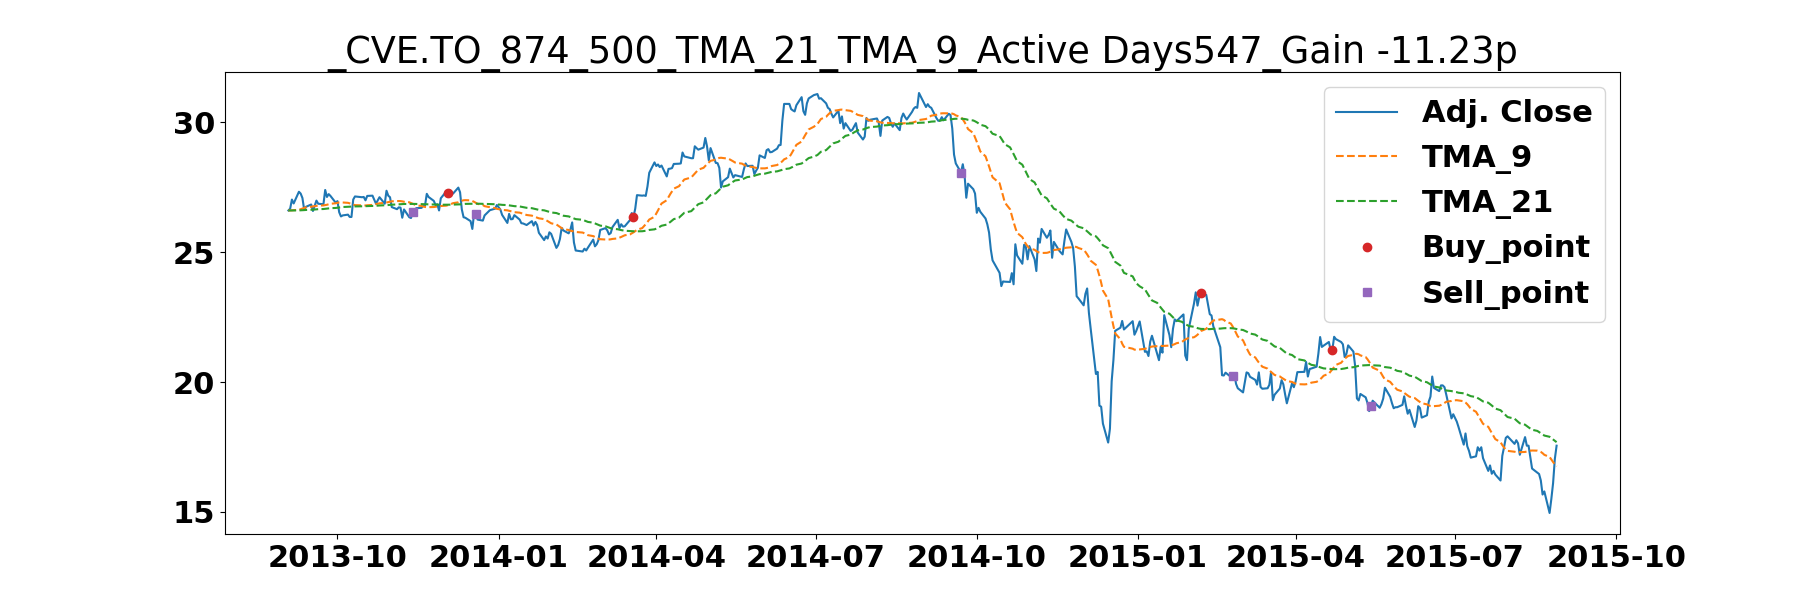 _CVE.TO_874_500_TMA_21_TMA_9_Active Days547_Gain -11.23p
Adj. Close
TMA_9
TMA_21
Buy_point
Sell_point
30
25
20
15
2013-10 2014-01 2014-04 2014-07 2014-10 2015-01 2015-04 2015-07 2015-10